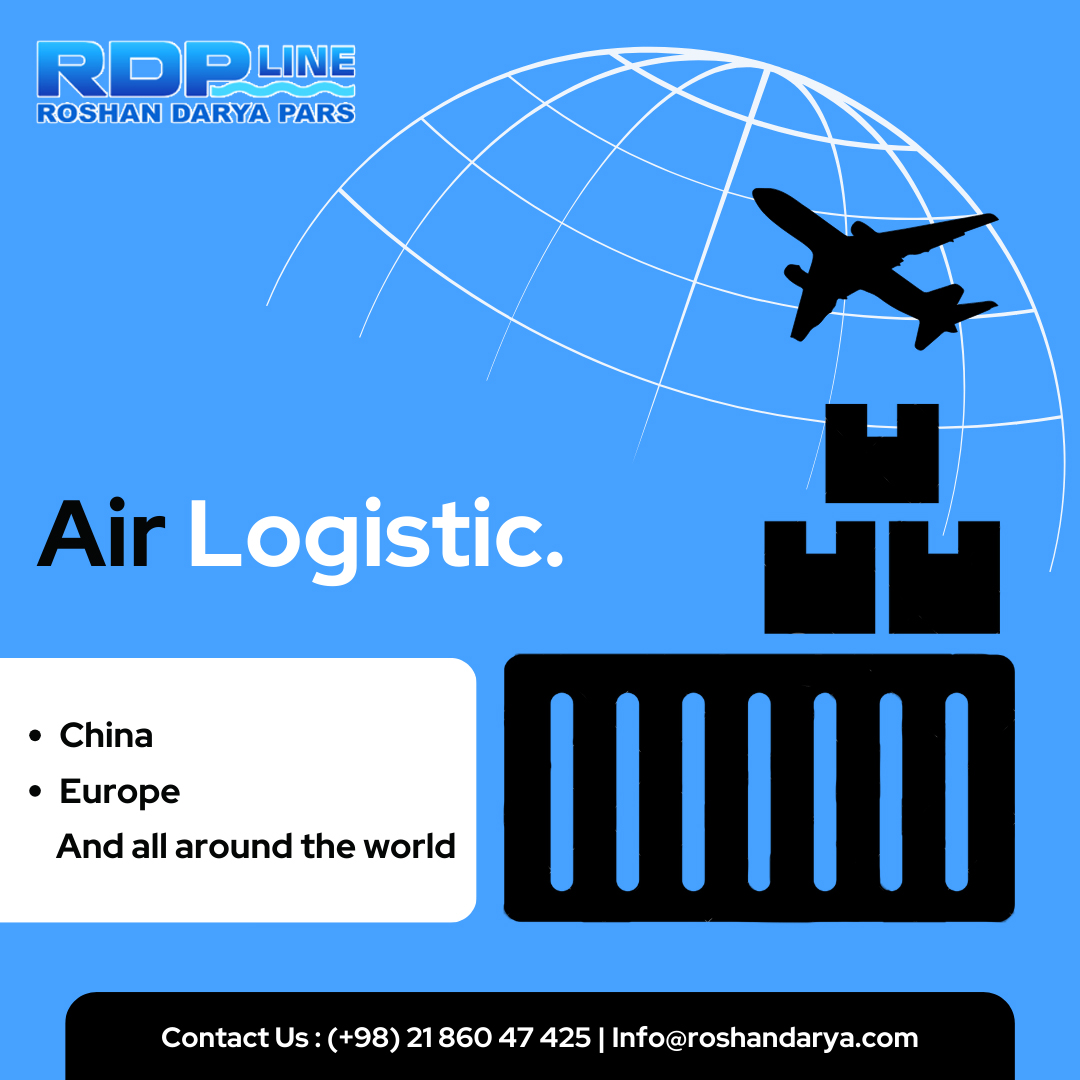 RDP LINE
ROSHAN DARYA PARS
Air Logistic.
• China
• Europe
And all around the world
Contact Us : (+98) 21 860 47 425 | Info@roshandarya.com